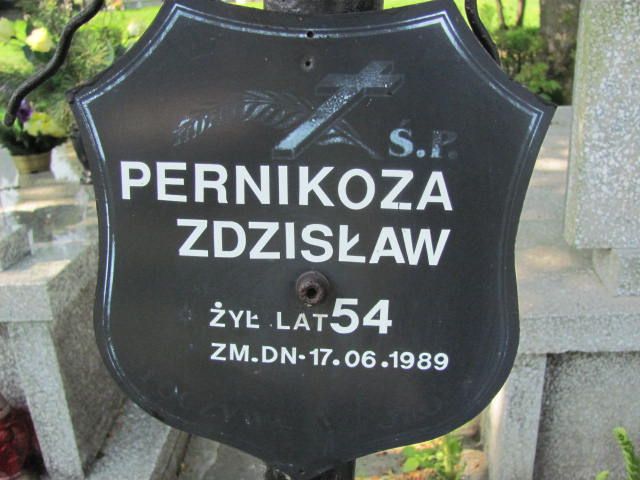 Ś.P.
PERNIKOZA
ZDZISŁAW
ŻYŁ LAT 54
ZM.DN-17.06.1989